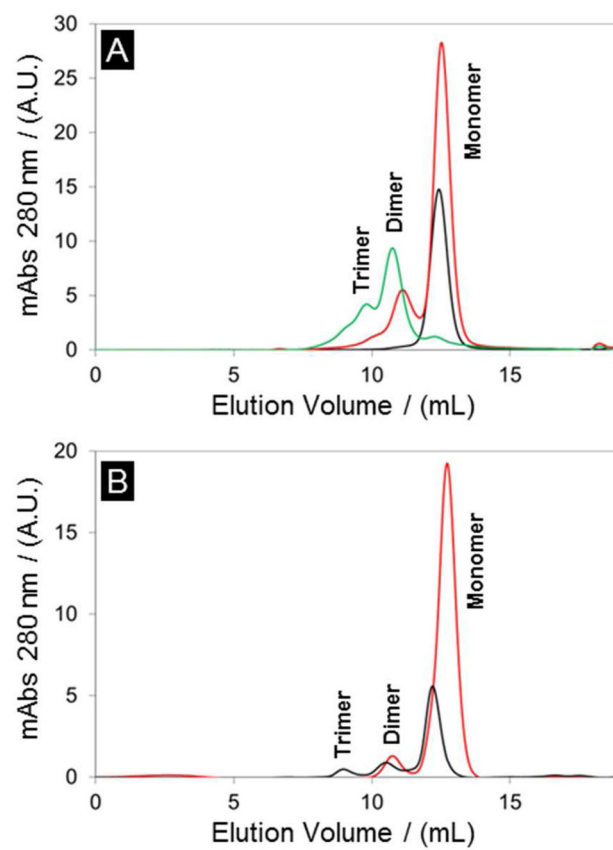 A
30
25
20
15
10
5
0
mAbs 280 nm / (A.U.)
Trimer
Dimer
Monomer
0 5 10 15
Elution Volume / (mL)
B
20
15
10
5
0
mAbs 280 nm / (A.U.)
Trimer
Dimer
Monomer
0 5 10 15
Elution Volume / (mL)